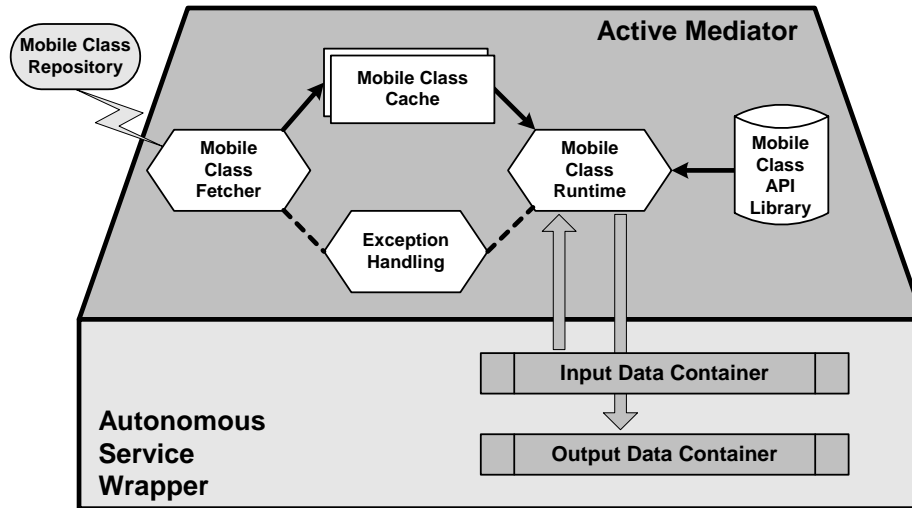 Active Mediator
Mobile Class
Repository
Mobile Class
Cache
Mobile
Class
Fetcher
Mobile
Class
Runtime
Mobile
Class
API
Library
Exception
Handling
Input Data Container
Autonomous
Service
Wrapper
Output Data Container